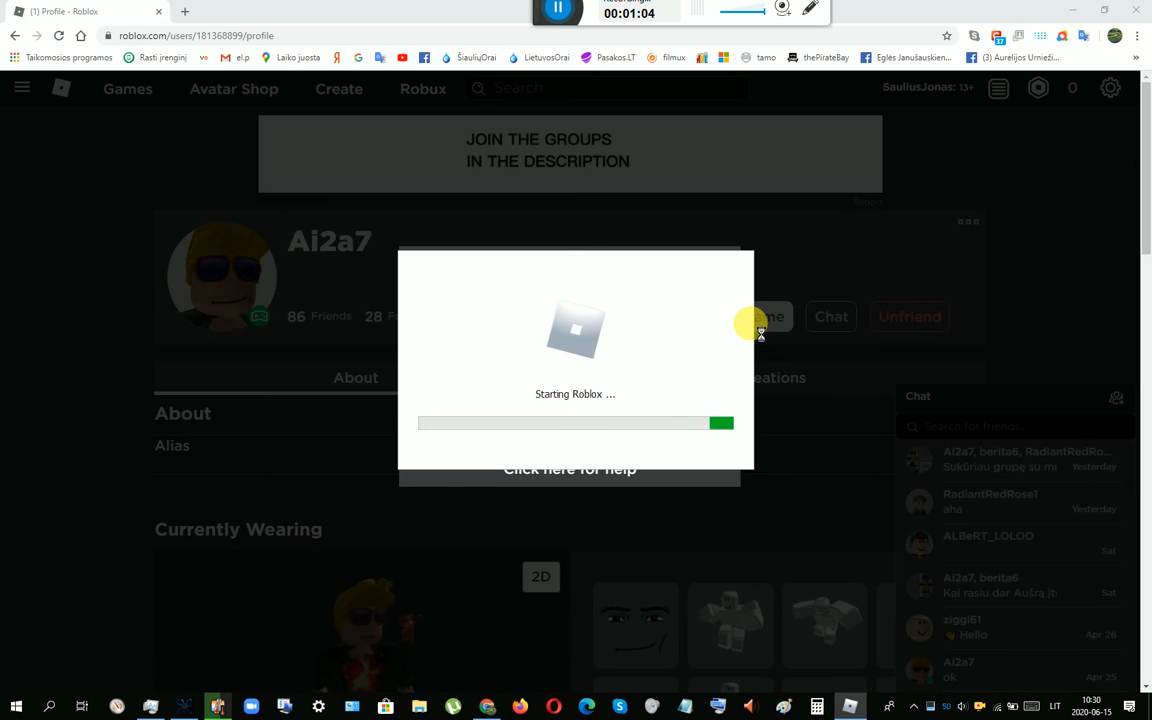 00:01:04
(1) Profile - Roblox
roblox.com/users/181368899/profile
37
Taikomosios programos
Rasti įrenginį
el.p
Laiko juosta
ŠiauliųOrai
LietuvosOrai
Pasakos.LT
filmux
tamo
thePirateBay
Eglės Janušauskien...
(3) Aurelijos Urnieži...
Games
Avatar Shop
Create
Robux
Search
SauliusJonas: 13+
0
JOIN THE GROUPS
IN THE DESCRIPTION
Report
Ai2a7
86 Friends
28
Chat
Unfriend
Starting Roblox ...
Click here for help
About
About
Alias
Currently Wearing
2D
Chat
Search for friends
Ai2a7, berita6, RadiantRedRo...
Sukūriau grupę su mi
Yesterday
RadiantRedRose1
aha
Yesterday
ALBeRT_LOLOO
Sat
Ai2a7, berita6
Kai rasiu dar Aušrą įt
Sat
ziggi61
👋 Hello
Apr 26
Ai2a7
ok
Apr 25
50
LIT
10:30
2020-06-15